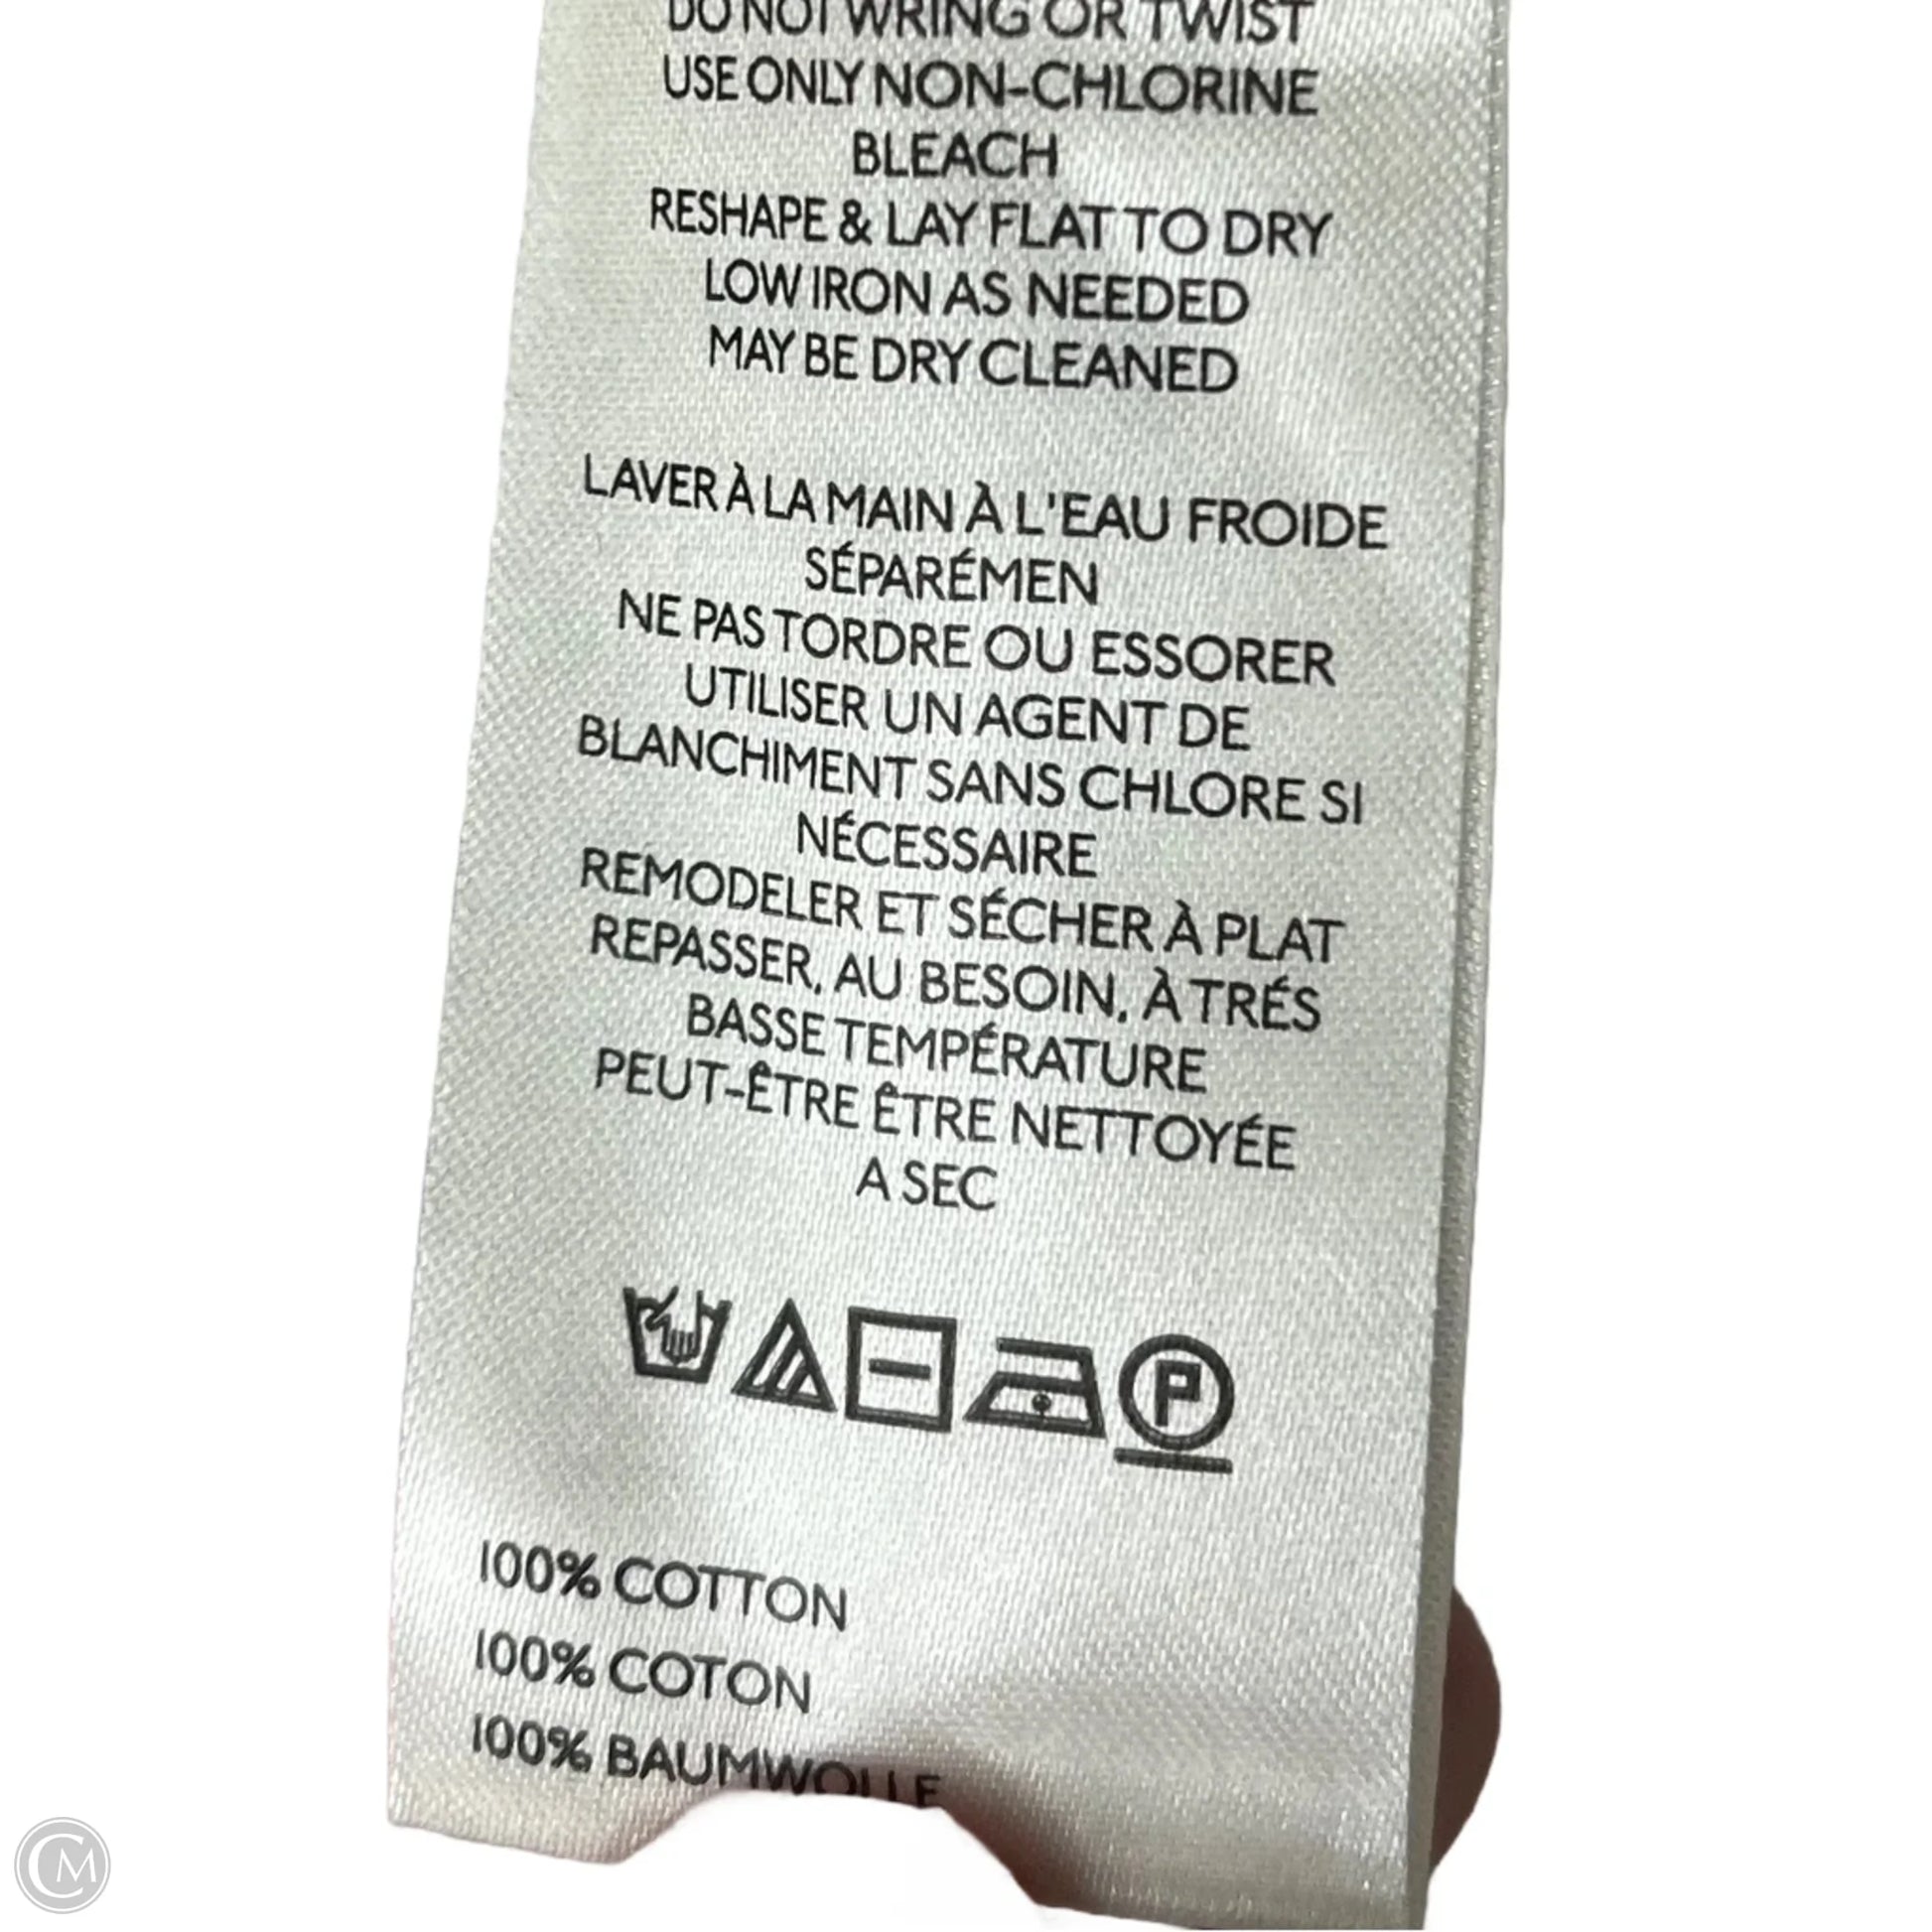 DO NOT WRING OR TWIST
USE ONLY NON-CHLORINE
BLEACH
RESHAPE & LAY FLAT TO DRY
LOW IRON AS NEEDED
MAY BE DRY CLEANED
LAVER À LA MAIN À L'EAU FROIDE
SÉPARÉMEN
NE PAS TORDRE OU ESSORER
UTILISER UN AGENT DE
BLANCHIMENT SANS CHLORE SI
NÉCESSAIRE
REMODELER ET SÉCHER À PLAT
REPASSER, AU BESOIN, À TRÉS
BASSE TEMPÉRATURE
PEUT-ÊTRE ÊTRE NETTOYÉE
A SEC
P
100% COTTON
100% COTON
100% BAUMWOLLE
CM